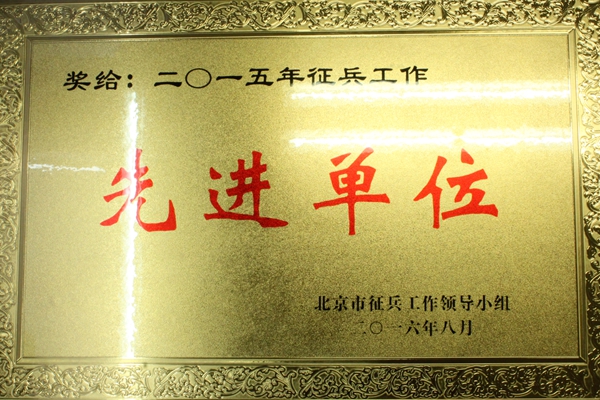 奖给：二〇一五年征兵工作
先进单位
北京市征兵工作领导小组
二〇一六年八月